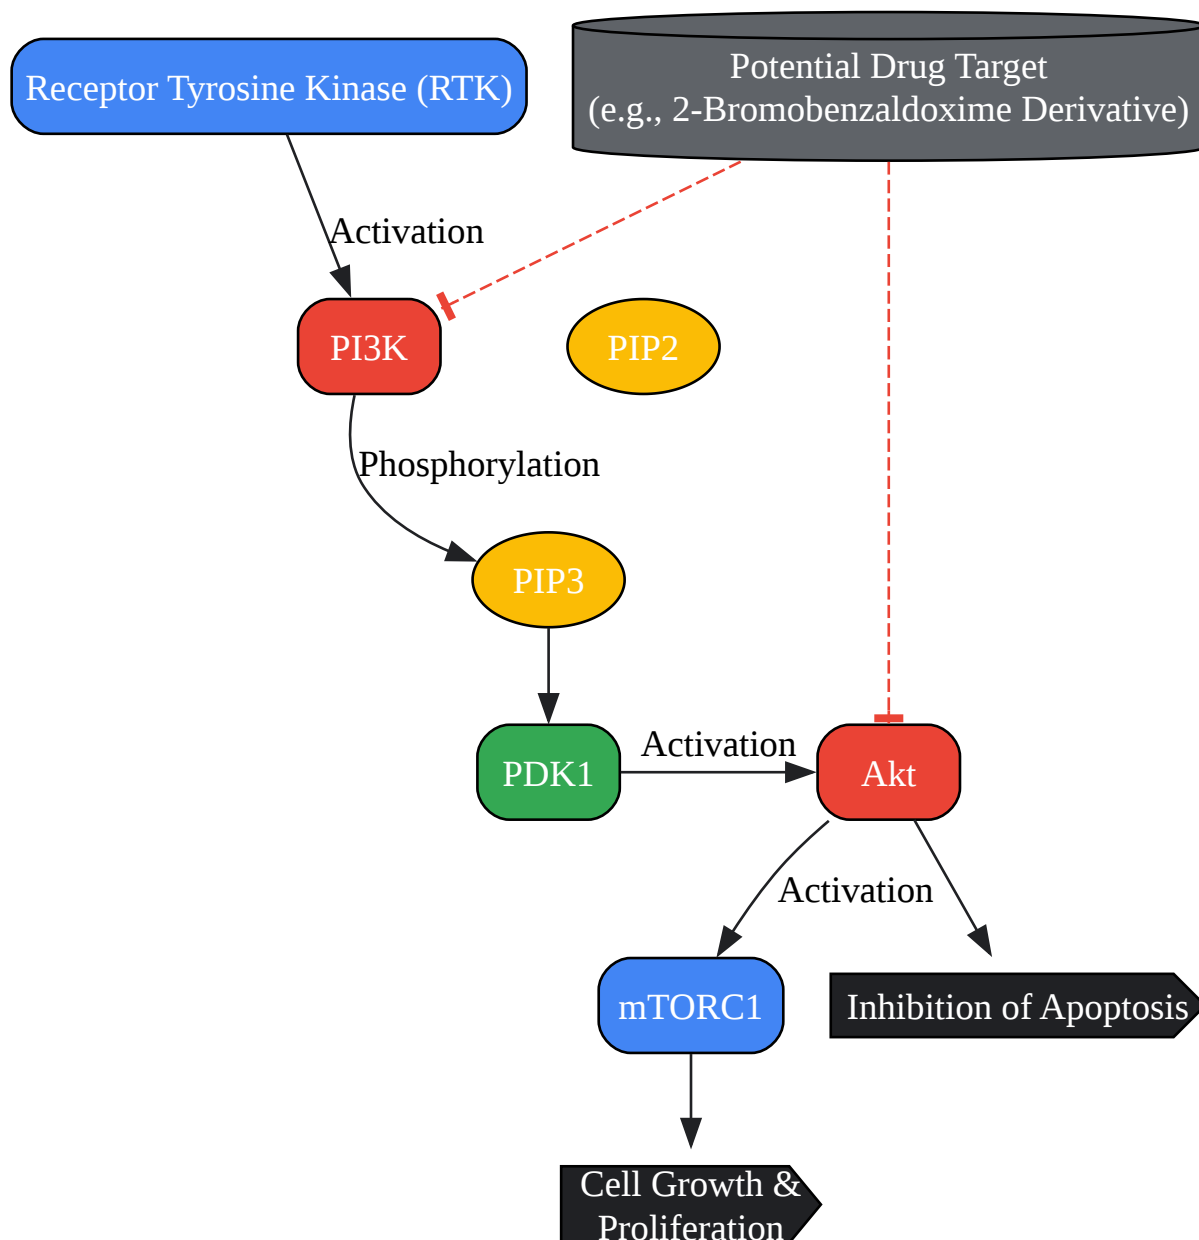 Receptor Tyrosine Kinase (RTK)
Potential Drug Target
(e.g., 2-Bromobenzaldoxime Derivative)
Activation
PI3K
PIP2
Phosphorylation
PIP3
PDK1
Activation
Akt
Activation
mTORC1
Inhibition of Apoptosis
Cell Growth &
Proliferation